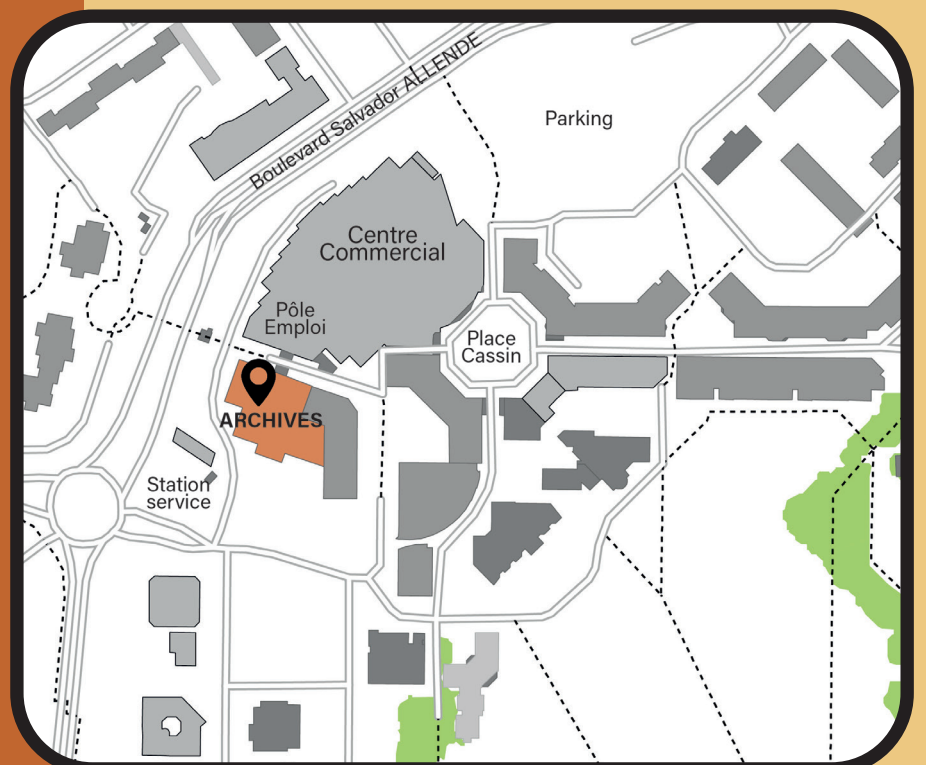 Boulevard Salvador ALLENDE
Parking
Centre
Commercial
Pôle
Emploi
Place
Cassin
ARCHIVES
Station
service